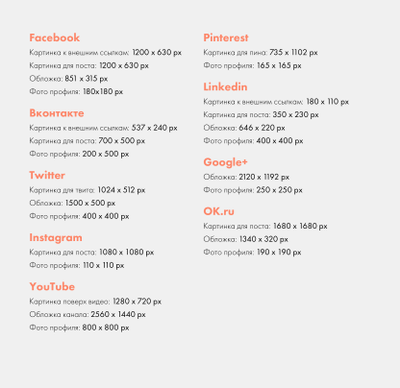 Facebook
Картинка к внешним ссылкам: 1200 x 630 px
Картинка для поста: 1200 x 630 px
Обложка: 851 x 315 px
Фото профиля: 180x180 px
Вконтакте
Картинка к внешним ссылкам: 537 x 240 px
Картинка для поста: 700 x 500 px
Фото профиля: 200 x 500 px
Twitter
Картинка для твита: 1024 x 512 px
Обложка: 1500 x 500 px
Фото профиля: 400 x 400 px
Instagram
Картинка для поста: 1080 x 1080 px
Фото профиля: 110 x 110 px
YouTube
Картинка поверх видео: 1280 x 720 px
Обложка канала: 2560 x 1440 px
Фото профиля: 800 x 800 px
Pinterest
Картинка для пина: 735 x 1102 px
Фото профиля: 165 x 165 px
Linkedin
Картинка к внешним ссылкам: 180 x 110 px
Картинка для поста: 350 x 230 px
Обложка: 646 x 220 px
Фото профиля: 400 x 400 px
Google+
Обложка: 2120 x 1192 px
Фото профиля: 250 x 250 px
OK.ru
Картинка для поста: 1680 x 1680 px
Обложка: 1340 x 320 px
Фото профиля: 190 x 190 px